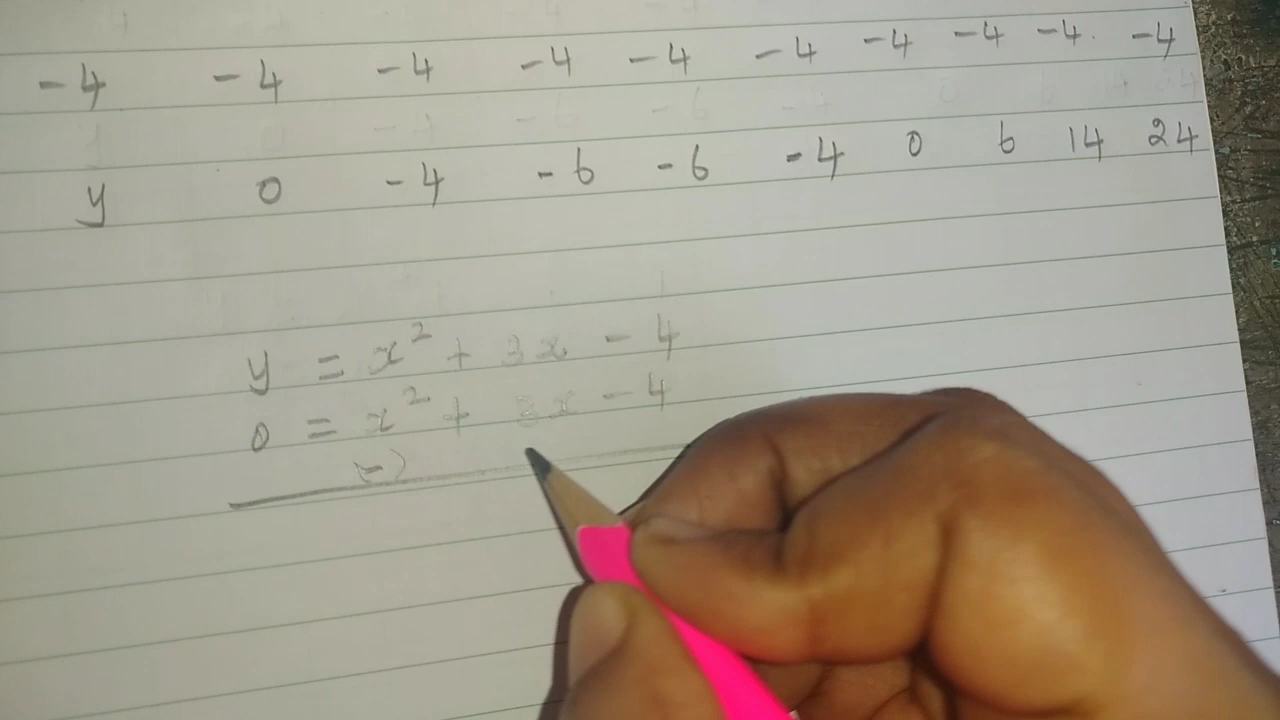 -4 -4 -4 -4 -4 -4 -4 -4 -4 -4
y 0 -4 -6 -6 -4 0 6 14 24
y = x² + 3x - 4
0 = x² + 3x - 4
(-)